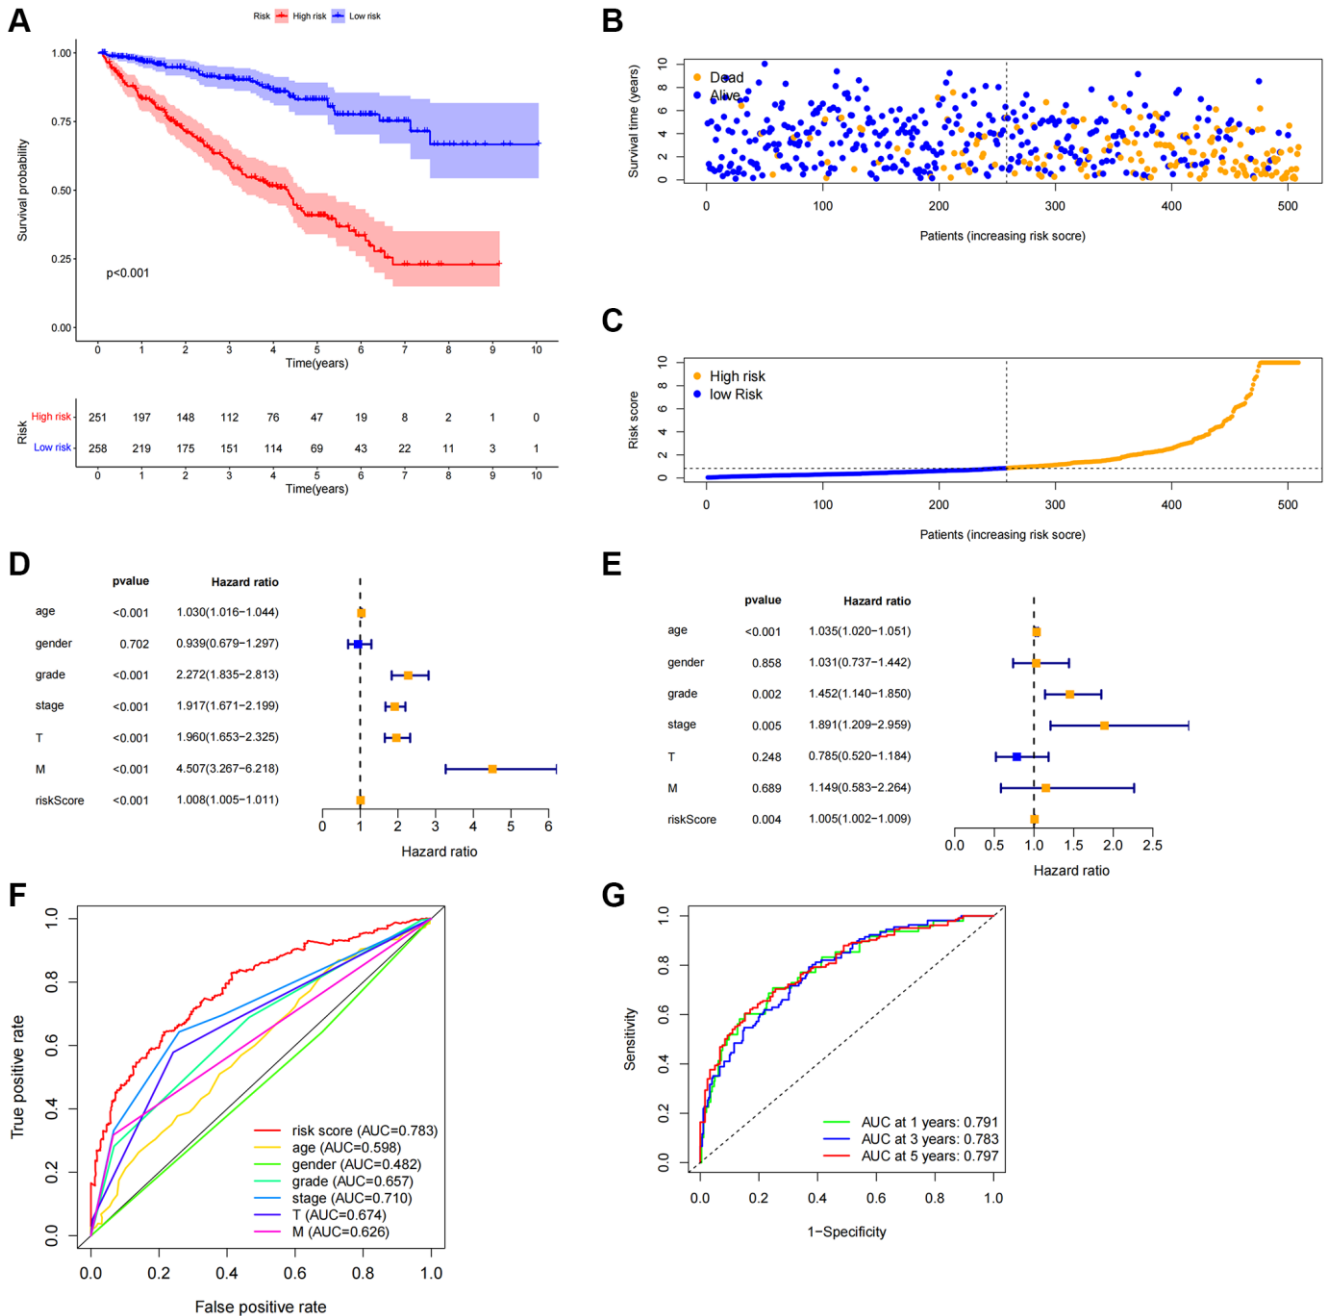 A
Risk High risk Low risk
Survival probability
1.00
0.75
0.50
0.25
0.00
p<0.001
0 1 2 3 4 5 6 7 8 9 10
Time(years)
Risk
High risk 251 197 148 112 76 47 19 8 2 1 0
Low risk 258 219 175 151 114 69 43 22 11 3 1
0 1 2 3 4 5 6 7 8 9 10
Time(years)
B
Survival time (years)
10
8
6
4
2
0
Dead
Alive
0 100 200 300 400 500
Patients (increasing risk socre)
C
Risk score
10
8
6
4
2
0
High risk
low Risk
0 100 200 300 400 500
Patients (increasing risk socre)
D
pvalue Hazard ratio
age <0.001 1.030(1.016−1.044)
gender 0.702 0.939(0.679−1.297)
grade <0.001 2.272(1.835−2.813)
stage <0.001 1.917(1.671−2.199)
T <0.001 1.960(1.653−2.325)
M <0.001 4.507(3.267−6.218)
riskScore <0.001 1.008(1.005−1.011)
0 1 2 3 4 5 6
Hazard ratio
E
pvalue Hazard ratio
age <0.001 1.035(1.020−1.051)
gender 0.858 1.031(0.737−1.442)
grade 0.002 1.452(1.140−1.850)
stage 0.005 1.891(1.209−2.959)
T 0.248 0.785(0.520−1.184)
M 0.689 1.149(0.583−2.264)
riskScore 0.004 1.005(1.002−1.009)
0.0 0.5 1.0 1.5 2.0 2.5
Hazard ratio
F
True positive rate
1.0
0.8
0.6
0.4
0.2
0.0
risk score (AUC=0.783)
age (AUC=0.598)
gender (AUC=0.482)
grade (AUC=0.657)
stage (AUC=0.710)
T (AUC=0.674)
M (AUC=0.626)
0.0 0.2 0.4 0.6 0.8 1.0
False positive rate
G
Sensitivity
1.0
0.8
0.6
0.4
0.2
0.0
AUC at 1 years: 0.791
AUC at 3 years: 0.783
AUC at 5 years: 0.797
0.0 0.2 0.4 0.6 0.8 1.0
1−Specificity